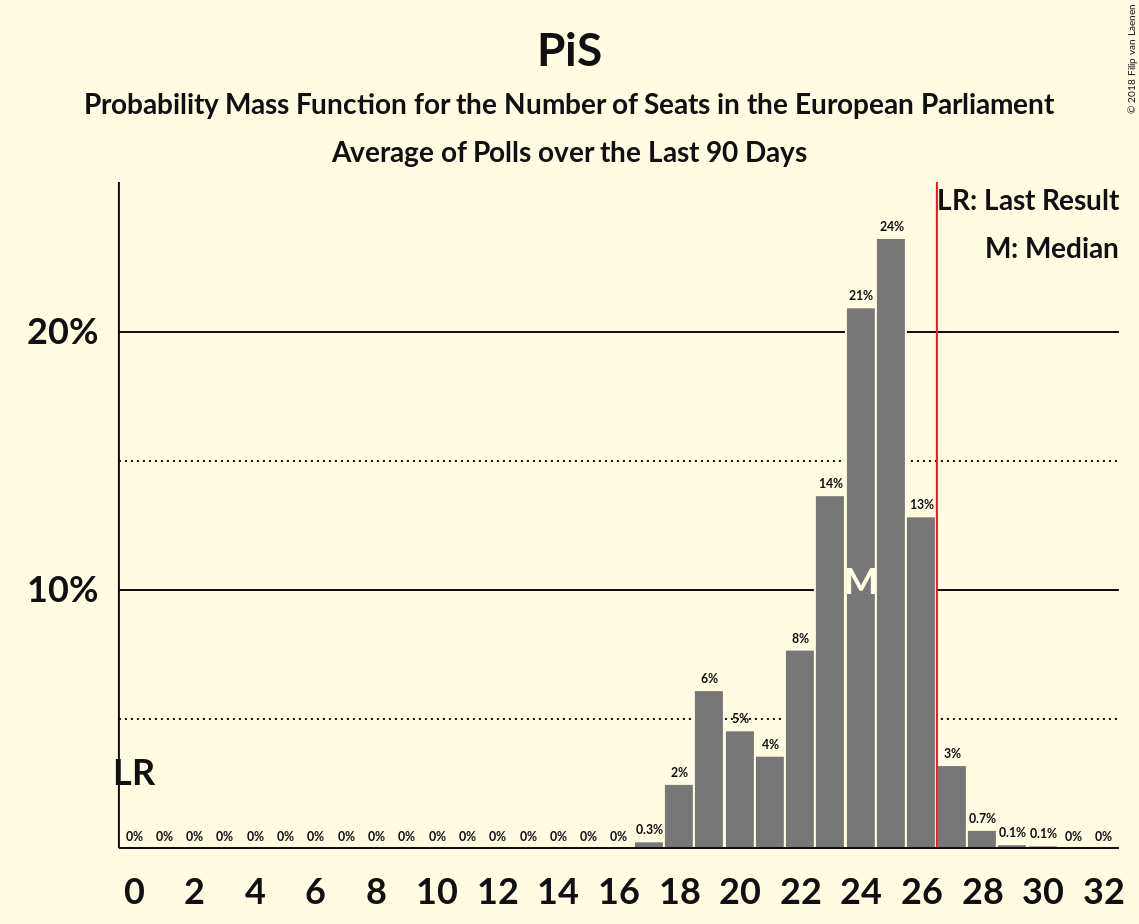 PiS
Probability Mass Function for the Number of Seats in the European Parliament
Average of Polls over the Last 90 Days
© 2018 Filip van Laenen
LR: Last Result
M: Median
24%
21%
20%
14%
13%
M
10%
8%
6%
5%
4%
LR
2%
3%
0% 0% 0% 0% 0% 0% 0% 0% 0% 0% 0% 0% 0% 0% 0% 0% 0% 0.3% 0.7% 0.1% 0.1% 0% 0%
0 2 4 6 8 10 12 14 16 18 20 22 24 26 28 30 32